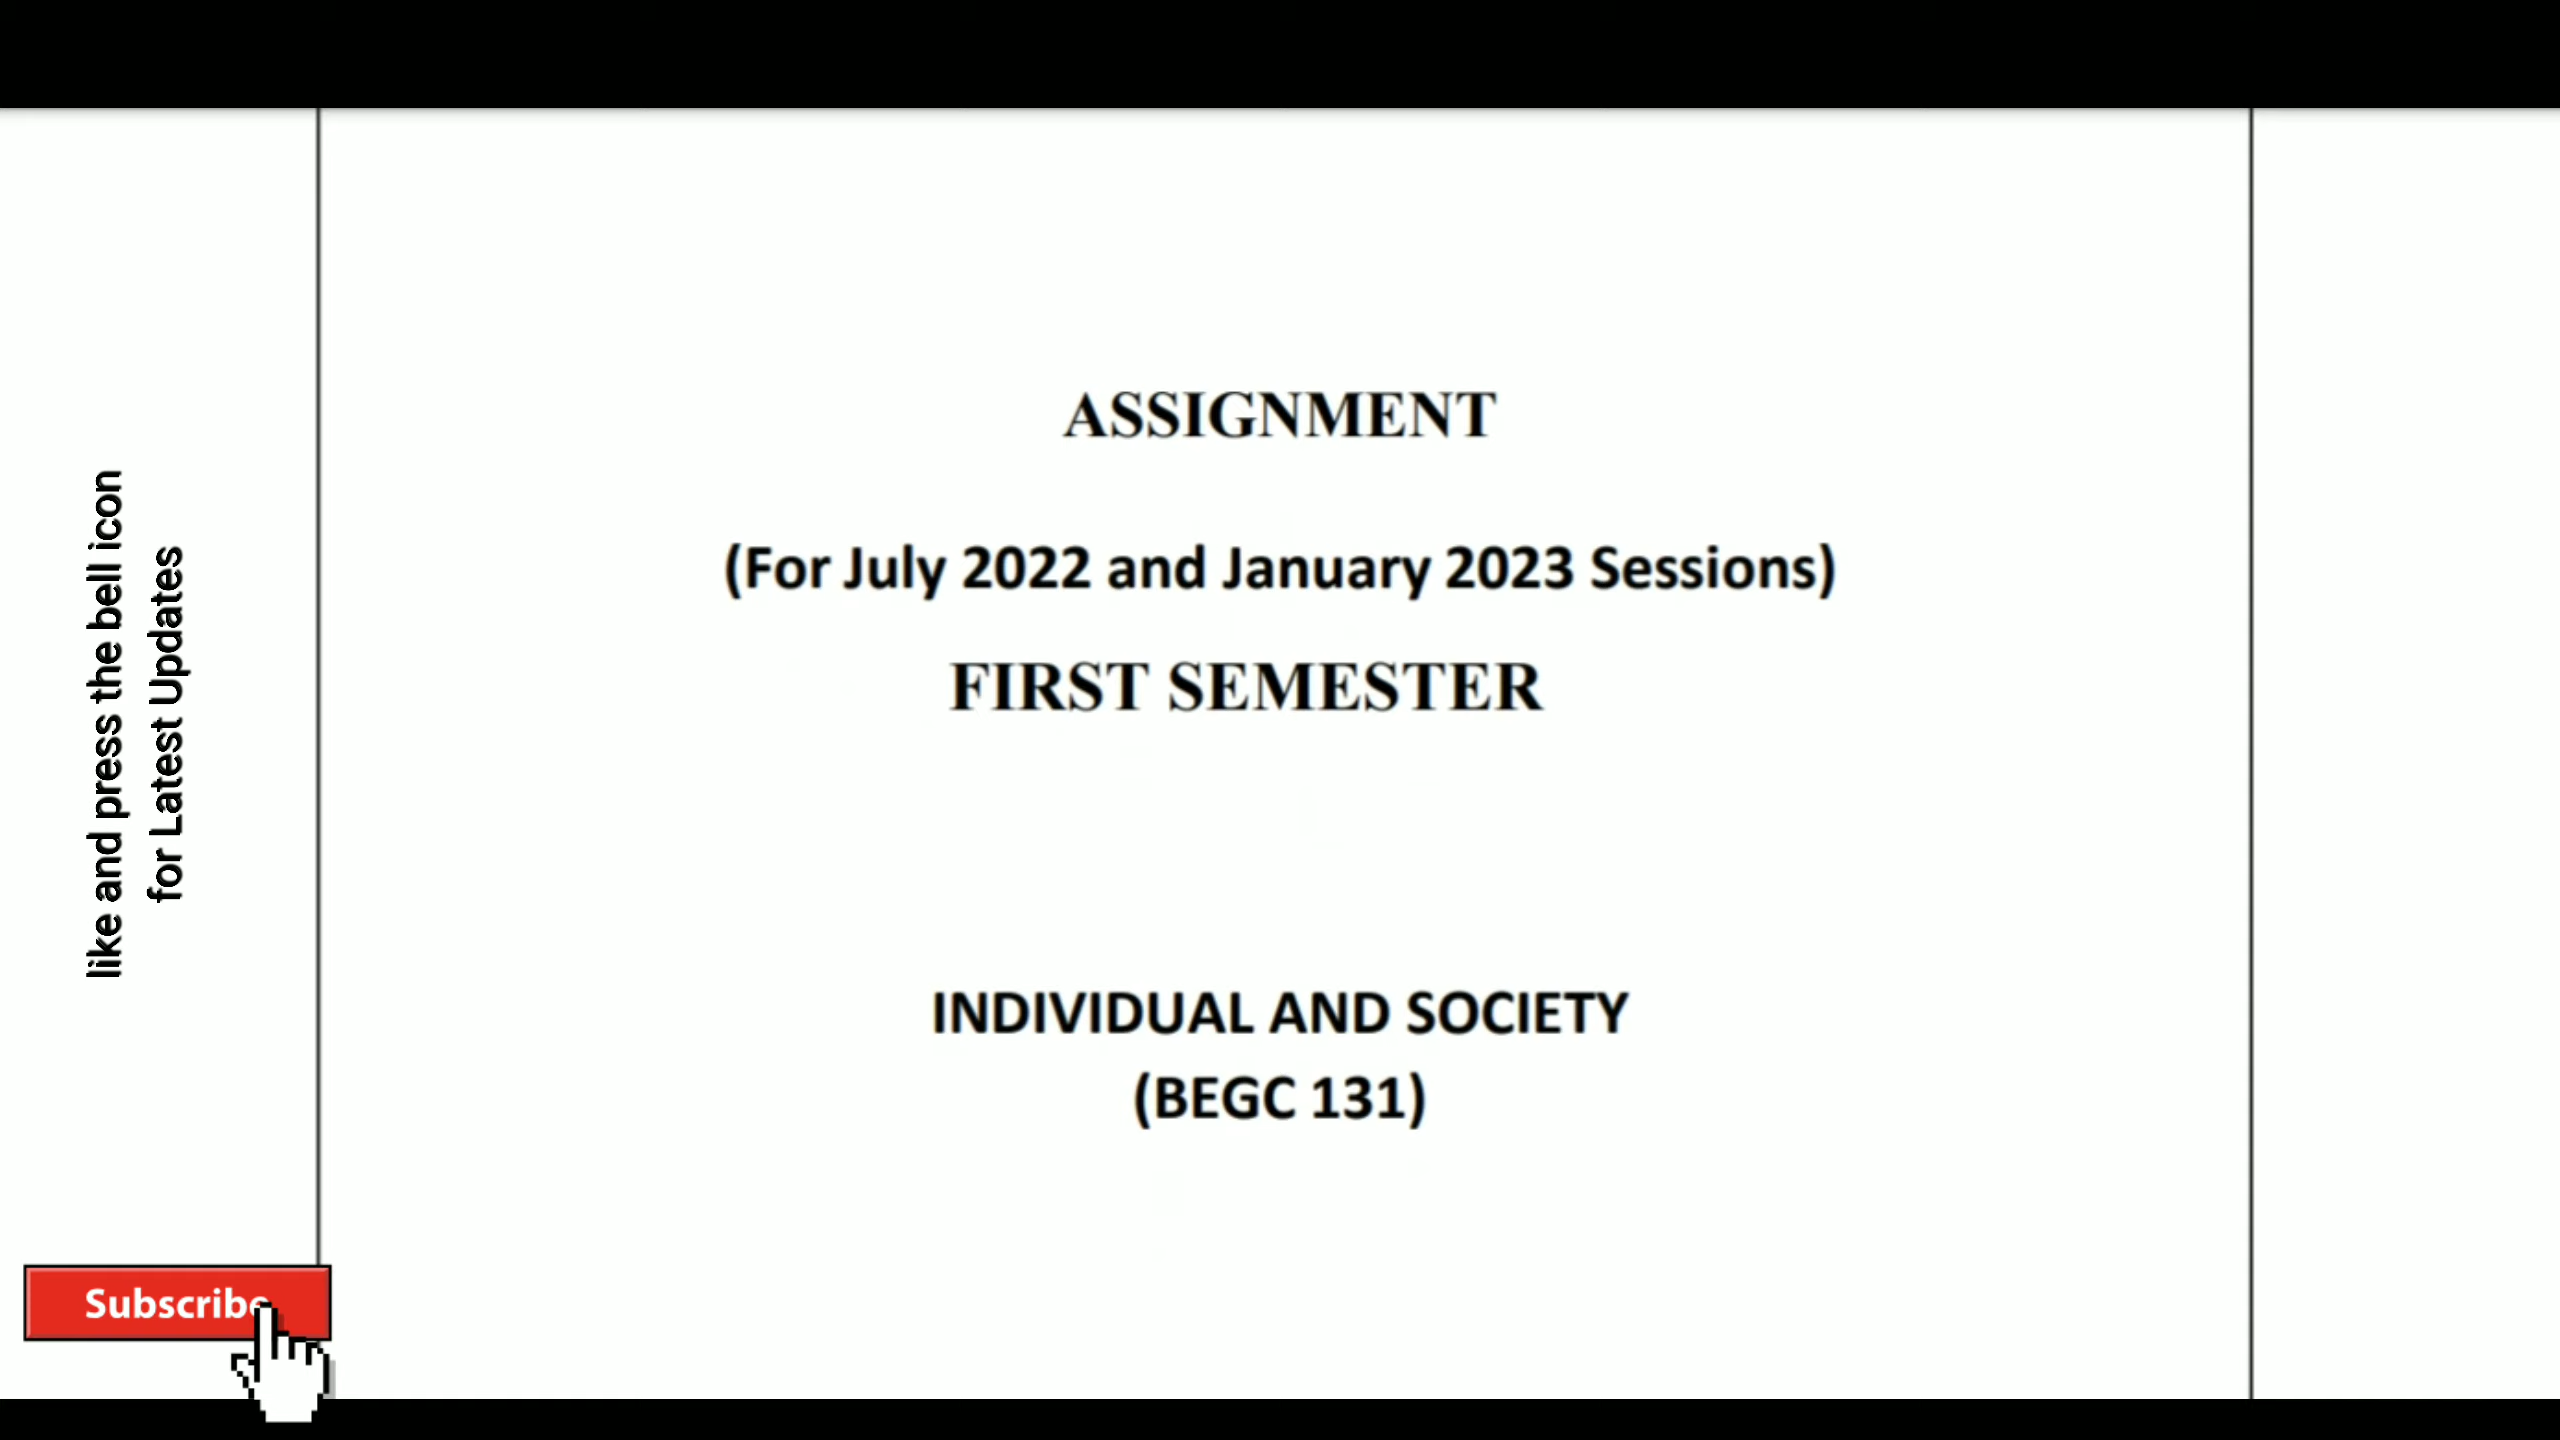 ASSIGNMENT
(For July 2022 and January 2023 Sessions)
FIRST SEMESTER
INDIVIDUAL AND SOCIETY
(BEGC 131)
like and press the bell icon
for Latest Updates
Subscribe